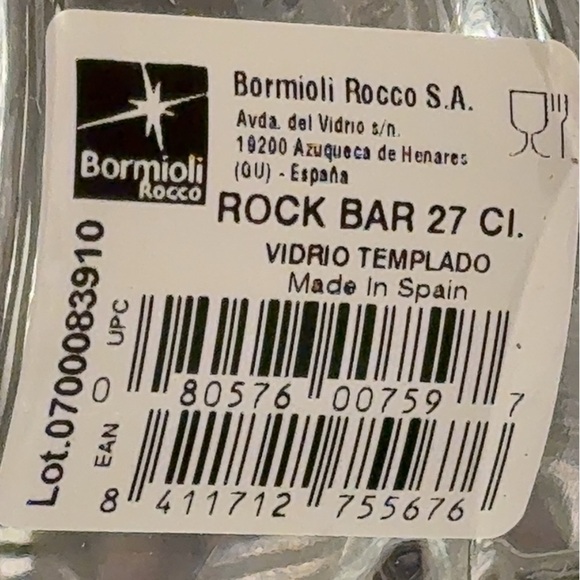 Bormioli
Rocco
Bormioli Rocco S.A.
Avda. del Vidrio s/n.
19200 Azuqueca de Henares
(GU) - España
ROCK BAR 27 Cl.
VIDRIO TEMPLADO
Made In Spain
Lot.0700083910
UPC
0 80576 00759 7
EAN
8 411712 755676